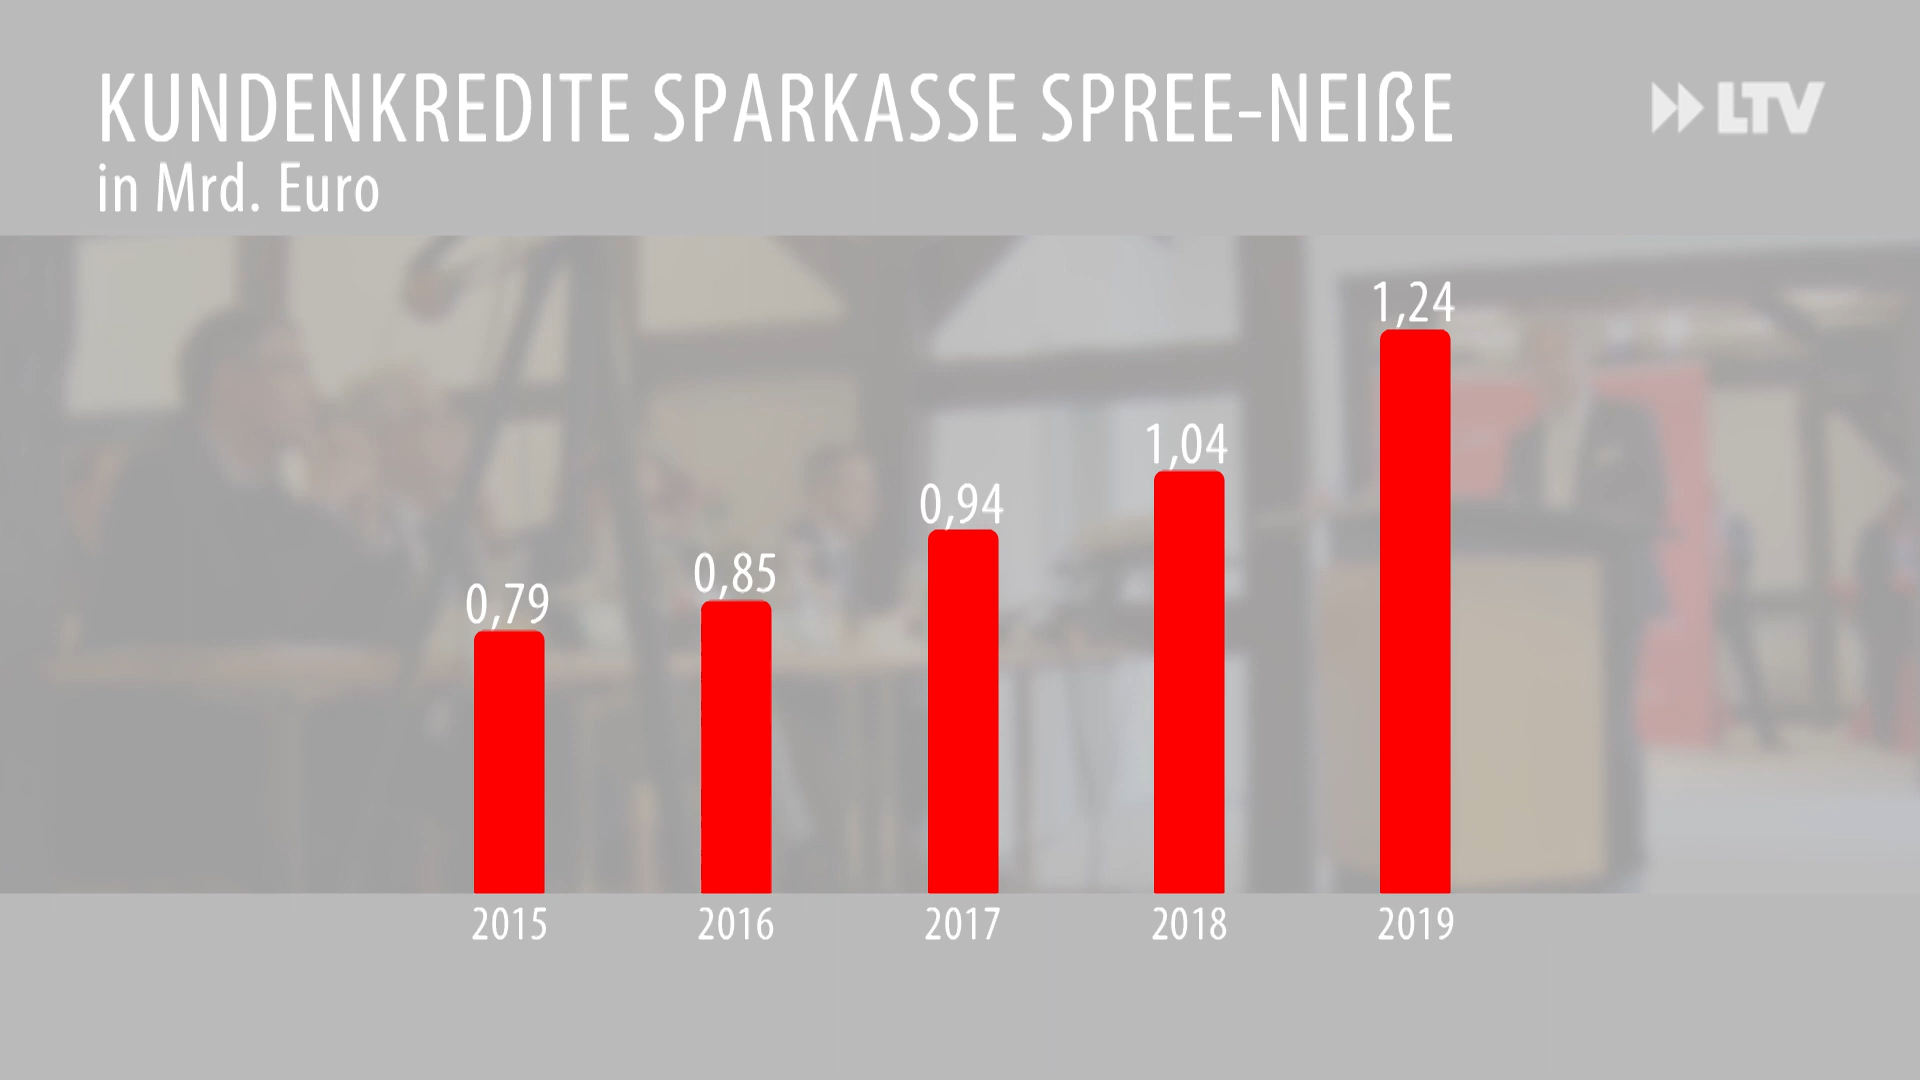 KUNDENKREDITE SPARKASSE SPREE-NEIßE
LTV
in Mrd. Euro
1,24
1,04
0,94
0,85
0,79
2015 2016 2017 2018 2019